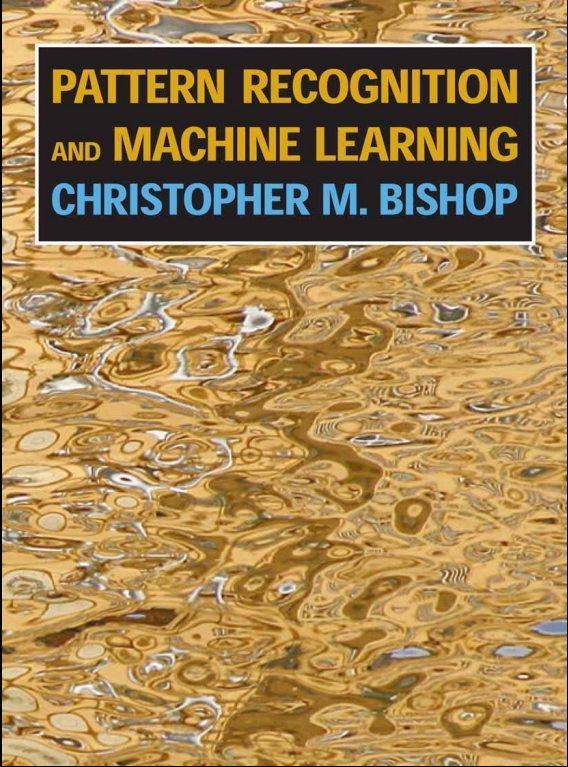 PATTERN RECOGNITION
AND MACHINE LEARNING
CHRISTOPHER M. BISHOP